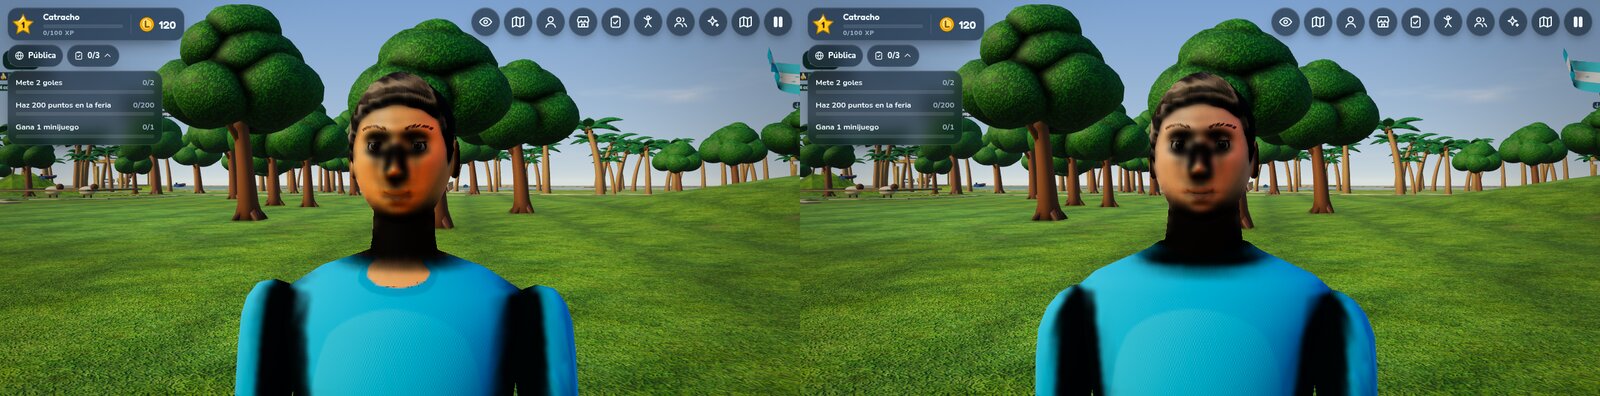 Catracho
0/100 XP
120
Pública
0/3
Mete 2 goles 0/2
Haz 200 puntos en la feria 0/200
Gana 1 minijuego 0/1
Catracho
0/100 XP
120
Pública
0/3
Mete 2 goles 0/2
Haz 200 puntos en la feria 0/200
Gana 1 minijuego 0/1